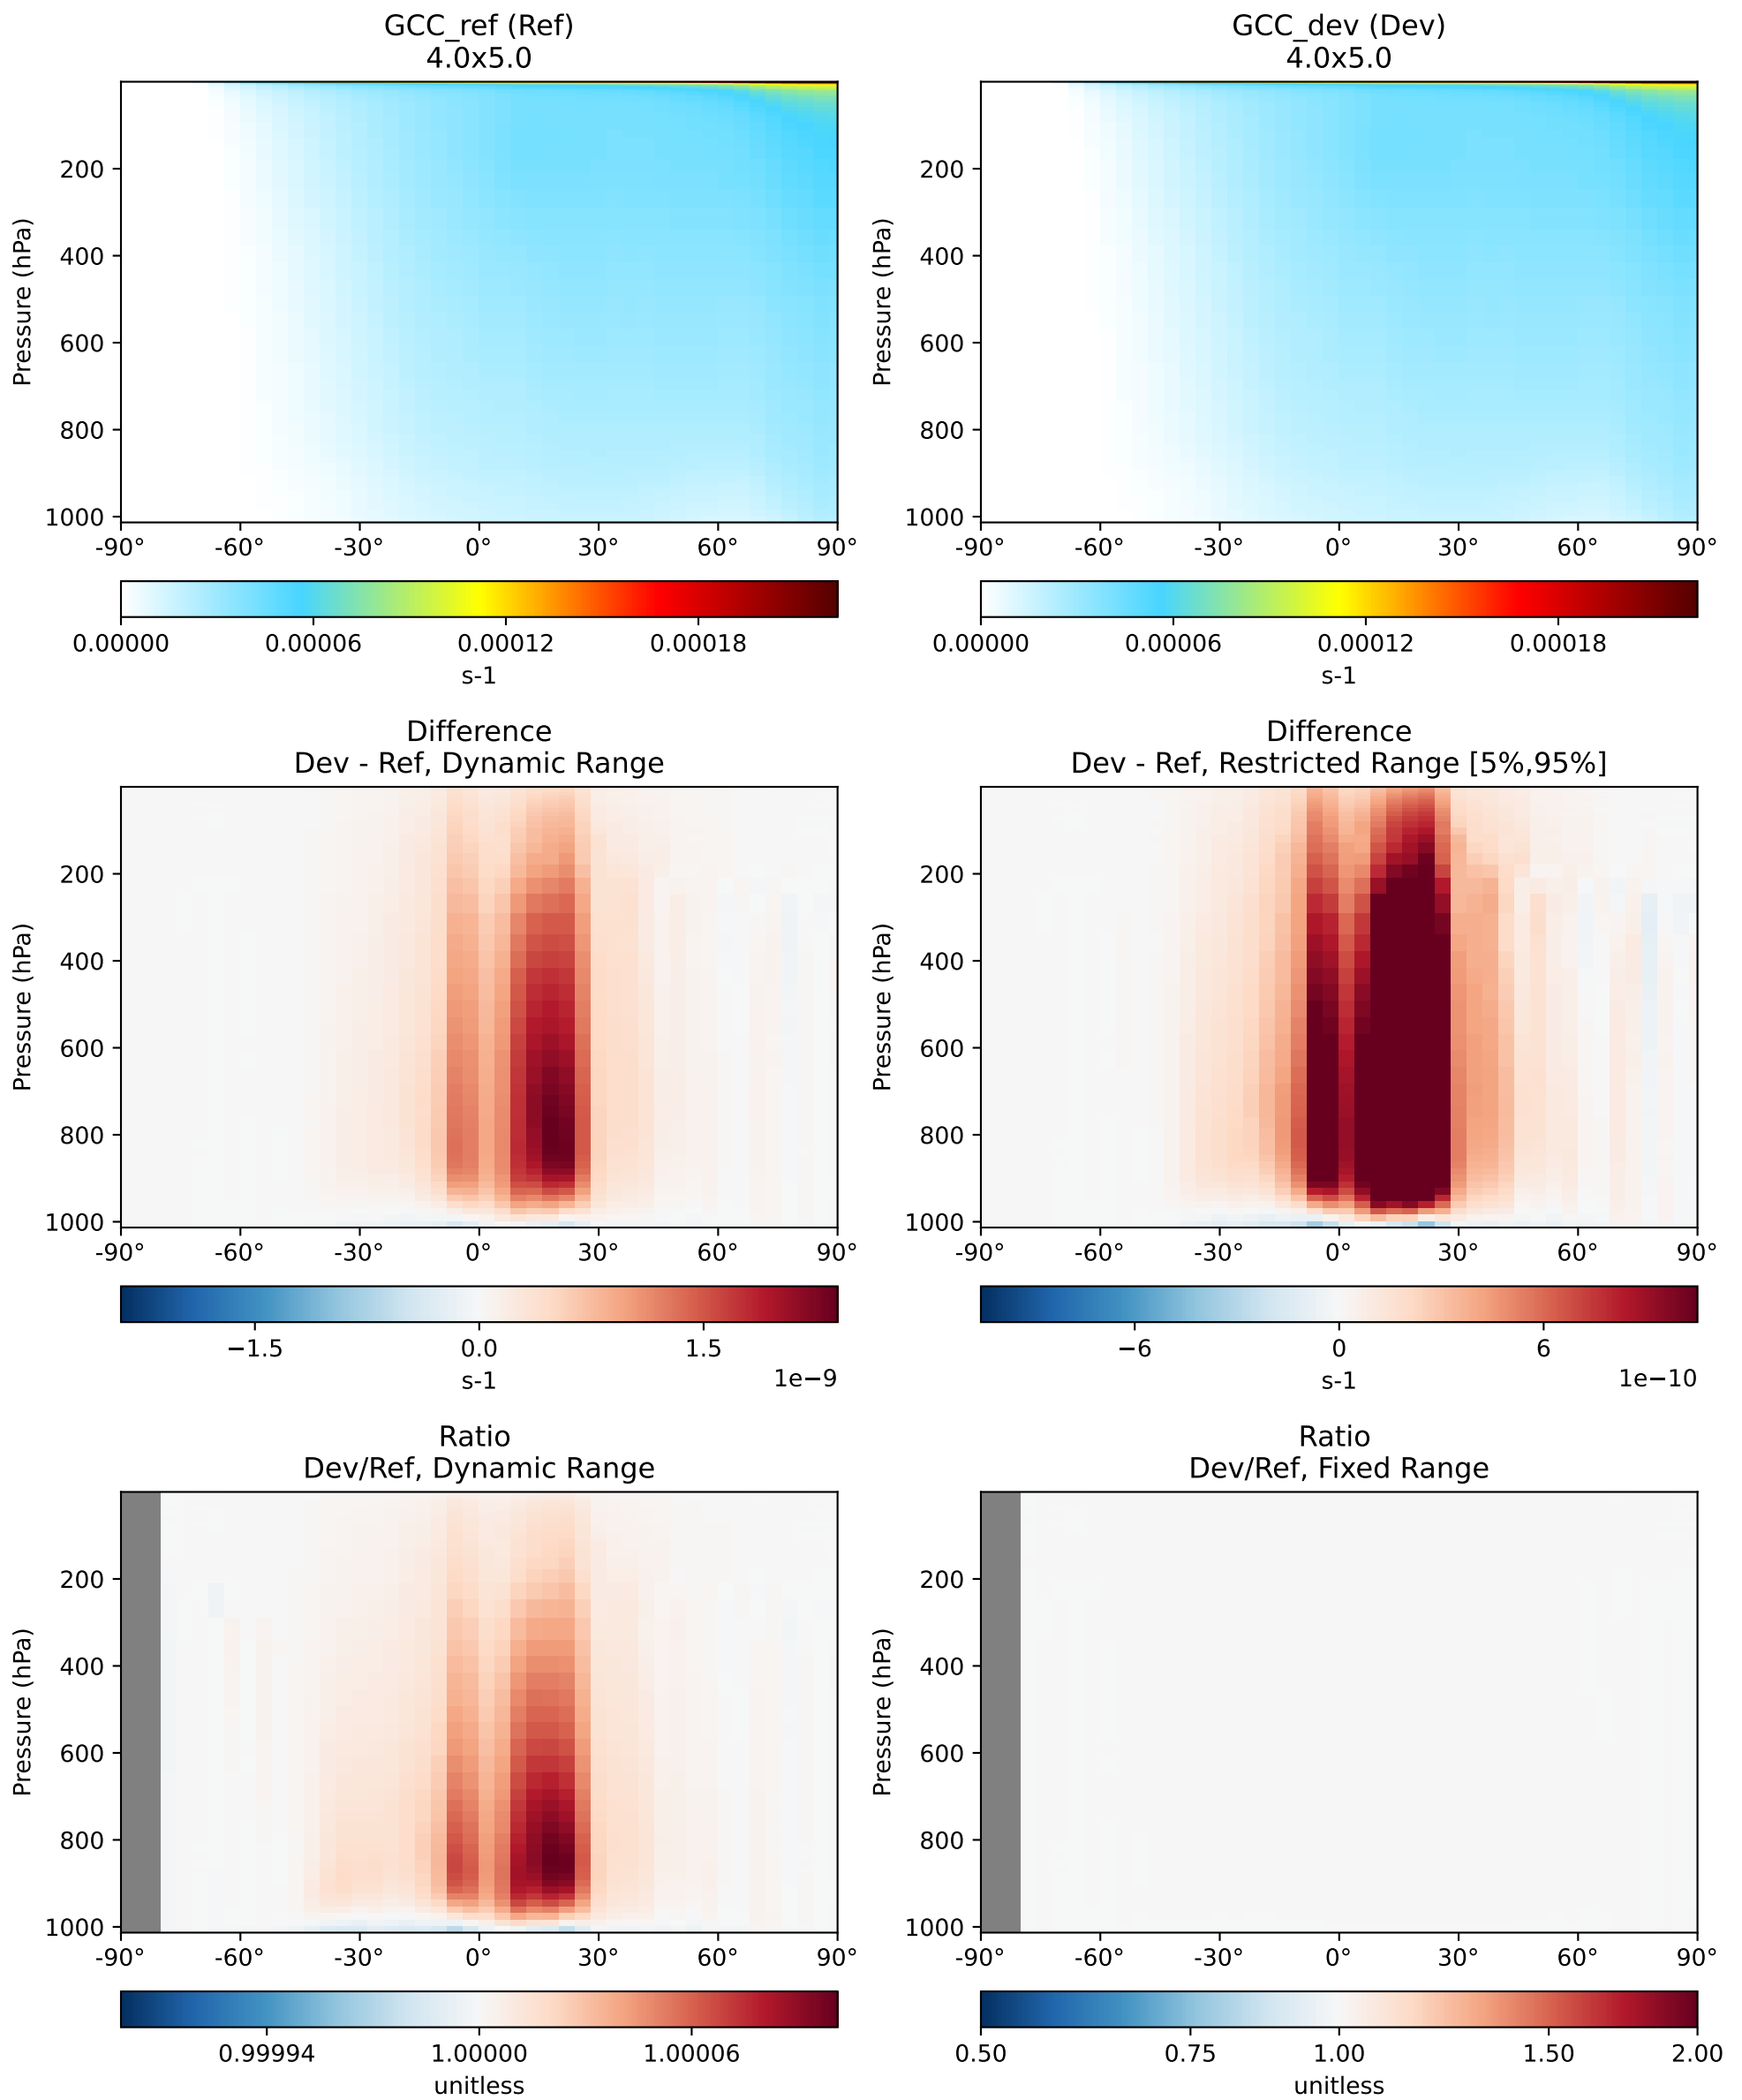 GCC_ref (Ref)
4.0x5.0
Pressure (hPa)
200
400
600
800
1000
-90° -60° -30° 0° 30° 60° 90°
0.00000 0.00006 0.00012 0.00018
s-1
GCC_dev (Dev)
4.0x5.0
Pressure (hPa)
200
400
600
800
1000
-90° -60° -30° 0° 30° 60° 90°
0.00000 0.00006 0.00012 0.00018
s-1
Difference
Dev - Ref, Dynamic Range
Pressure (hPa)
200
400
600
800
1000
-90° -60° -30° 0° 30° 60° 90°
−1.5 0.0 1.5
s-1
1e−9
Difference
Dev - Ref, Restricted Range [5%,95%]
Pressure (hPa)
200
400
600
800
1000
-90° -60° -30° 0° 30° 60° 90°
−6 0 6
s-1
1e−10
Ratio
Dev/Ref, Dynamic Range
Pressure (hPa)
200
400
600
800
1000
-90° -60° -30° 0° 30° 60° 90°
0.99994 1.00000 1.00006
unitless
Ratio
Dev/Ref, Fixed Range
Pressure (hPa)
200
400
600
800
1000
-90° -60° -30° 0° 30° 60° 90°
0.50 0.75 1.00 1.50 2.00
unitless